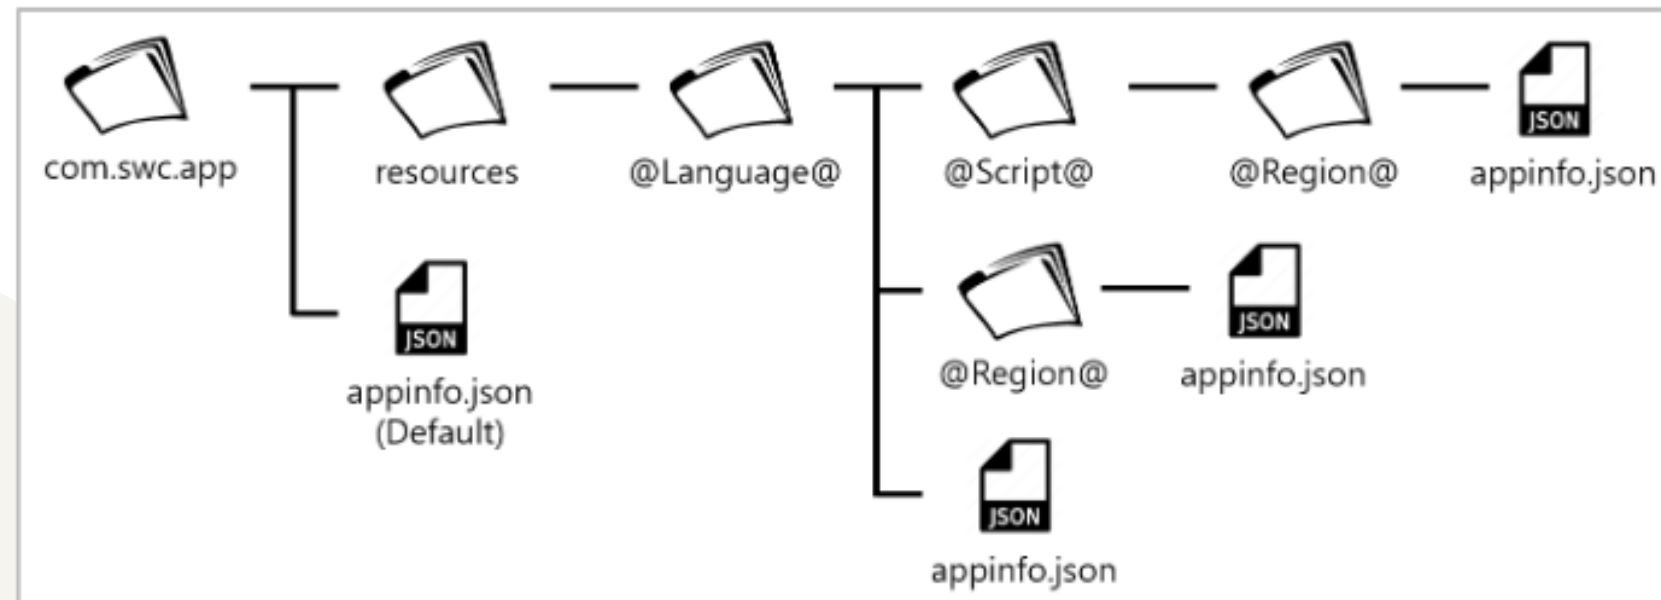 com.swc.app
resources
@Language@
@Script@
@Region@
JSON
appinfo.json
JSON
appinfo.json
(Default)
@Region@
JSON
appinfo.json
JSON
appinfo.json